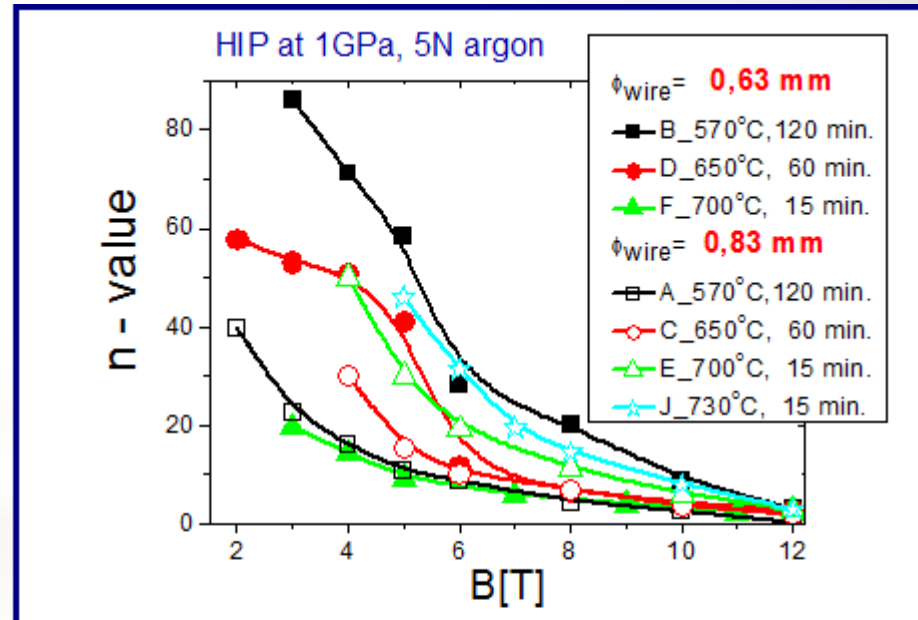 HIP at 1GPa, 5N argon
ϕwire= 0,63 mm
B_570°C,120 min.
D_650°C, 60 min.
F_700°C, 15 min.
ϕwire= 0,83 mm
A_570°C,120 min.
C_650°C, 60 min.
E_700°C, 15 min.
J_730°C, 15 min.
n - value
80
60
40
20
0
2 4 6 8 10 12
B[T]